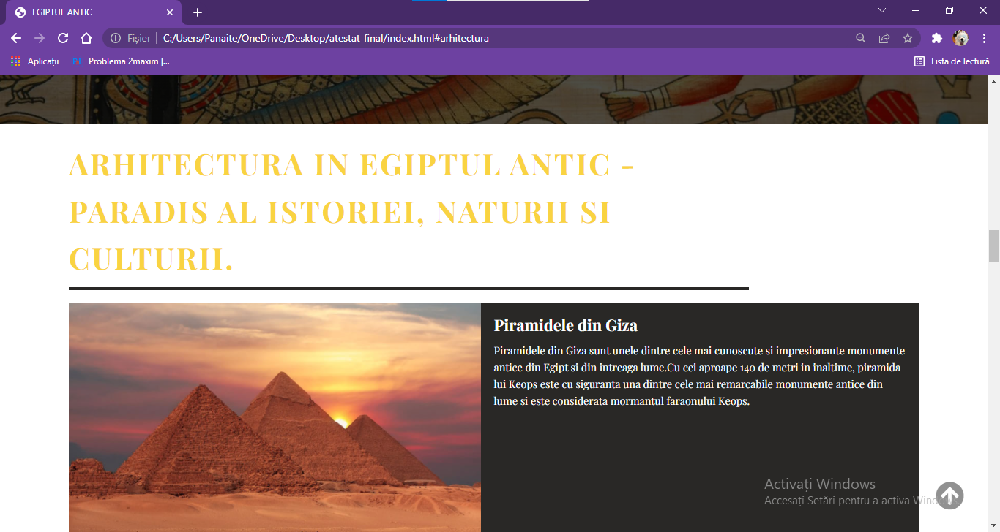 EGIPTUL ANTIC
Fișier
C:/Users/Panaite/OneDrive/Desktop/atestat-final/index.html#arhitectura
Aplicații
Problema 2maxim |...
Lista de lectură
ARHITECTURA IN EGIPTUL ANTIC -
PARADIS AL ISTORIEI, NATURII SI
CULTURII.
Piramidele din Giza
Piramidele din Giza sunt unele dintre cele mai cunoscute si impresionante monumente
antice din Egipt si din intreaga lume.Cu cei aproape 140 de metri in inaltime, piramida
lui Keops este cu siguranta una dintre cele mai remarcabile monumente antice din
lume si este considerata mormantul faraonului Keops.
Activați Windows
Accesați Setări pentru a activa Windows.